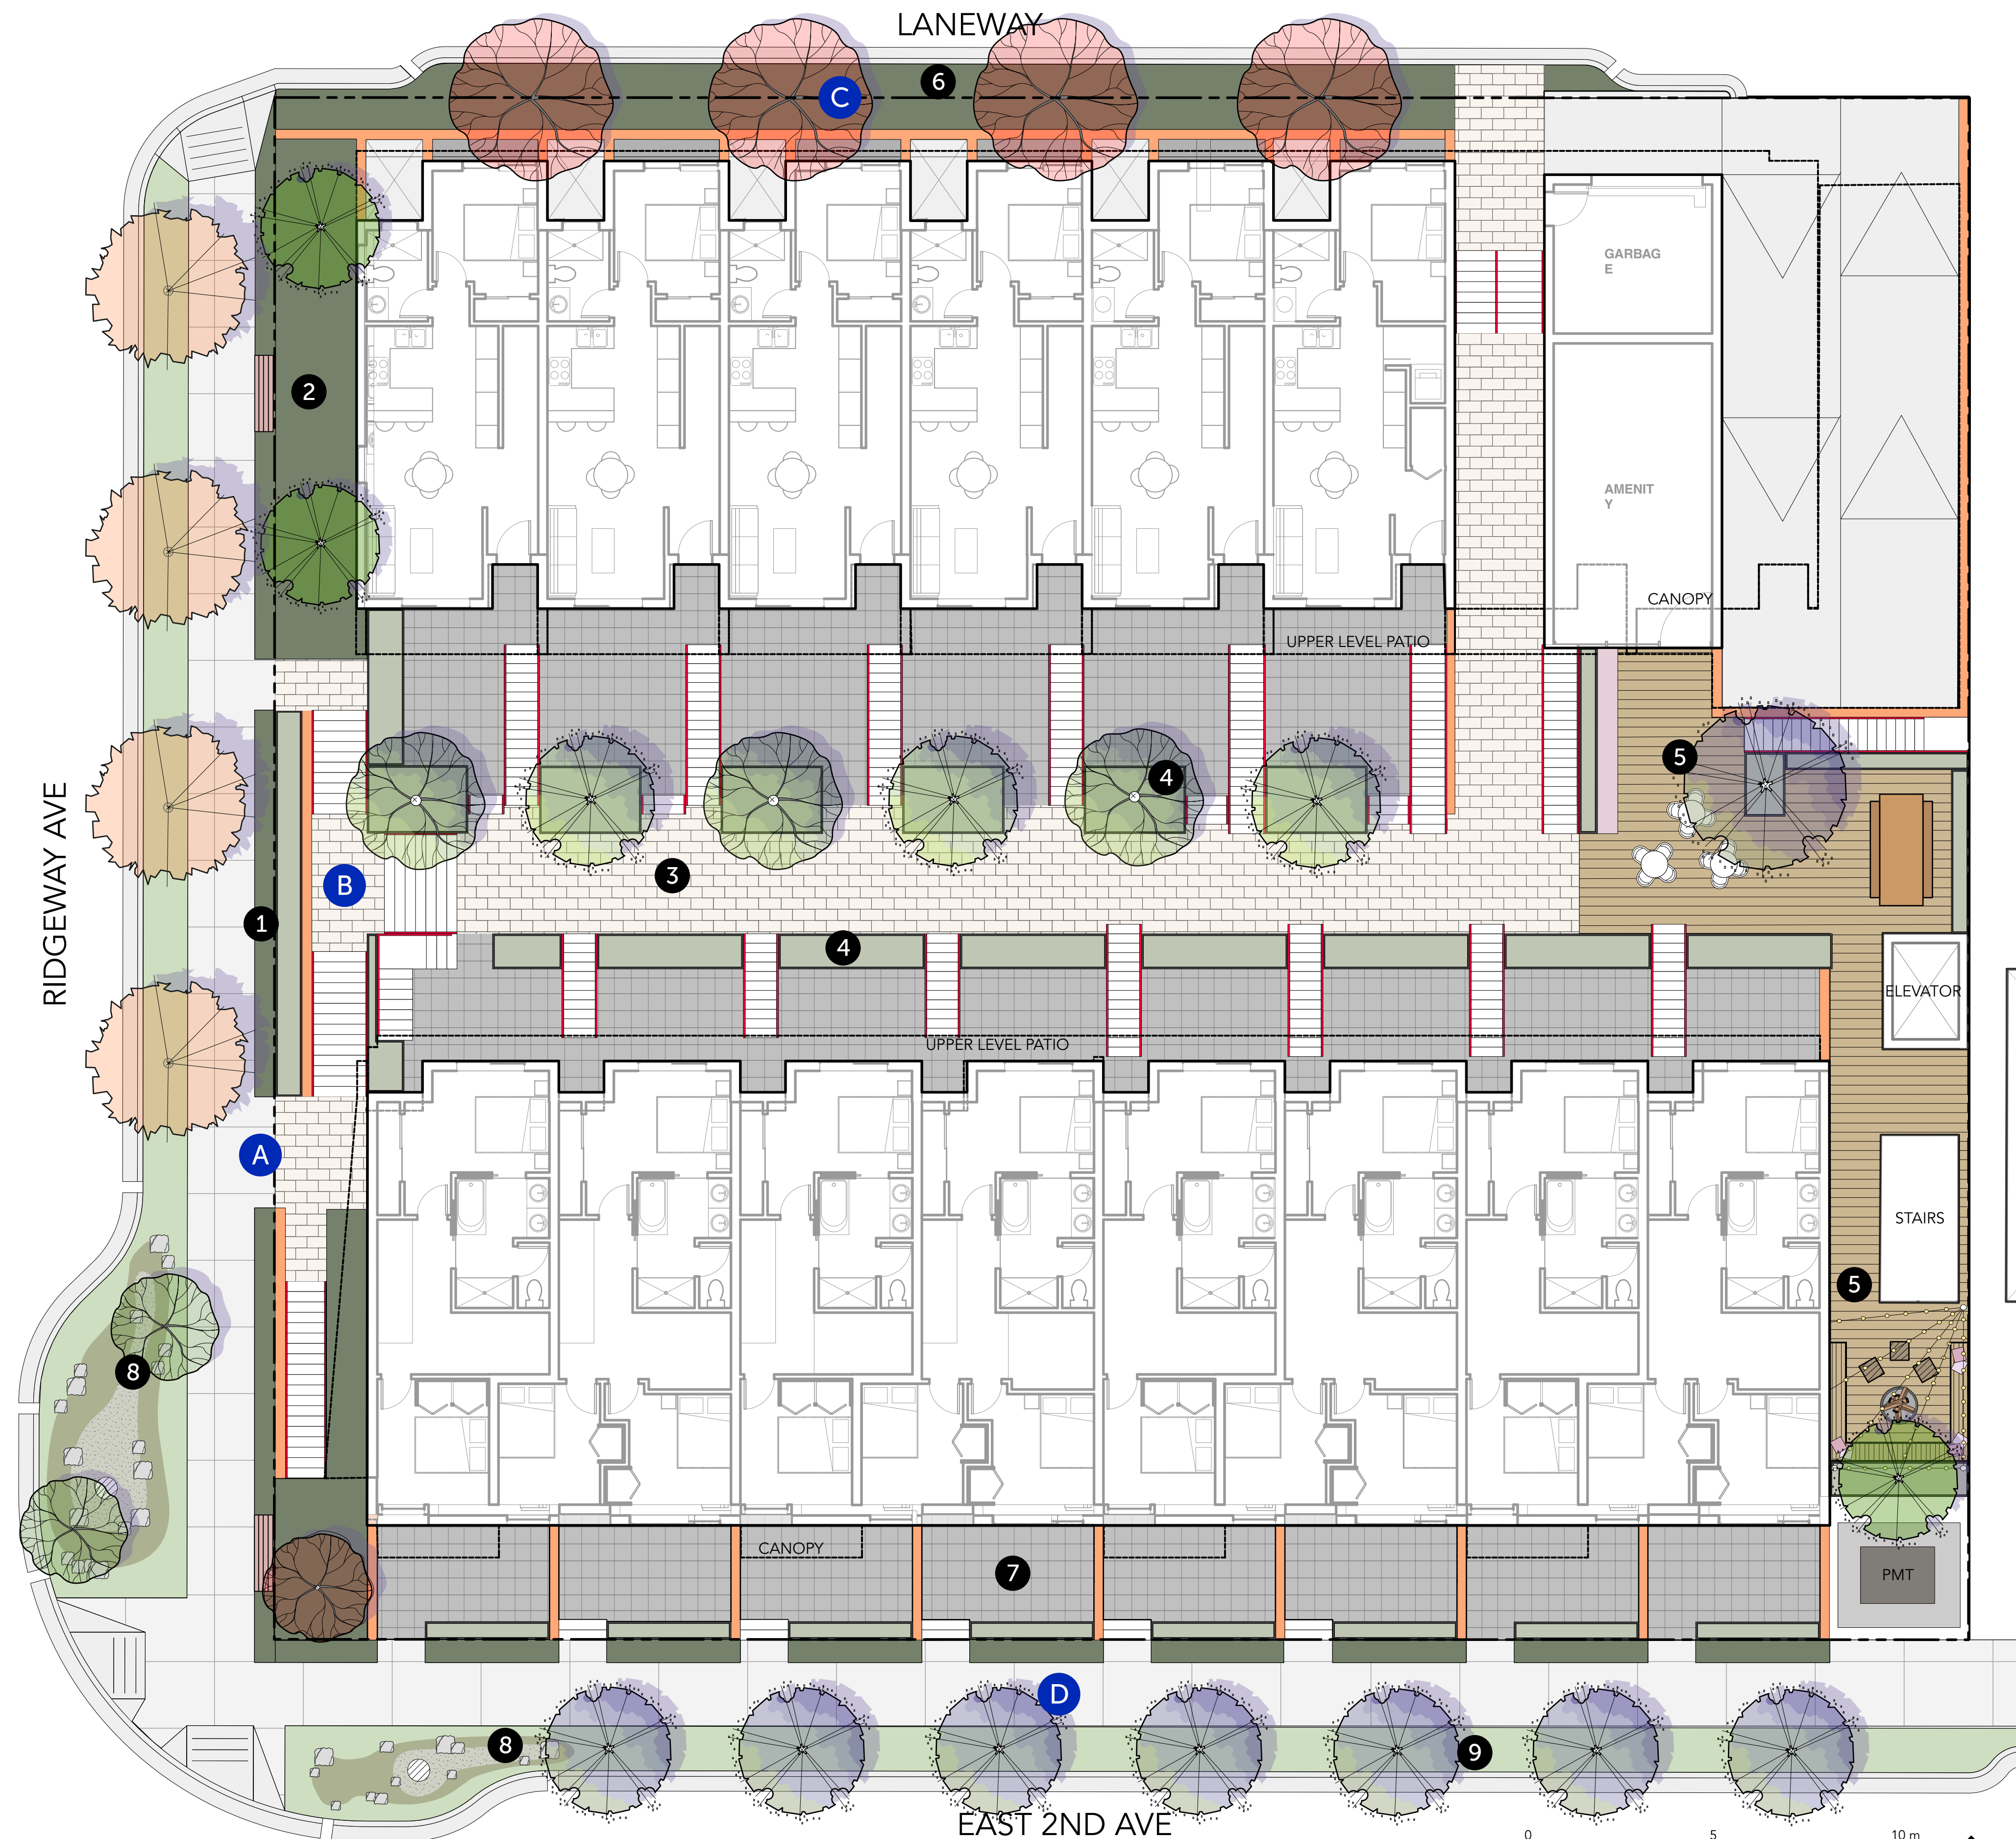 LANEWAY
6
C
GARBAG
E
2
AMENIT
Y
CANOPY
UPPER LEVEL PATIO
RIDGEWAY AVE
5
4
3
B
1
4
ELEVATOR
UPPER LEVEL PATIO
A
STAIRS
5
8
CANOPY
7
PMT
D
8
9
EAST 2ND AVE
0 5 10 m